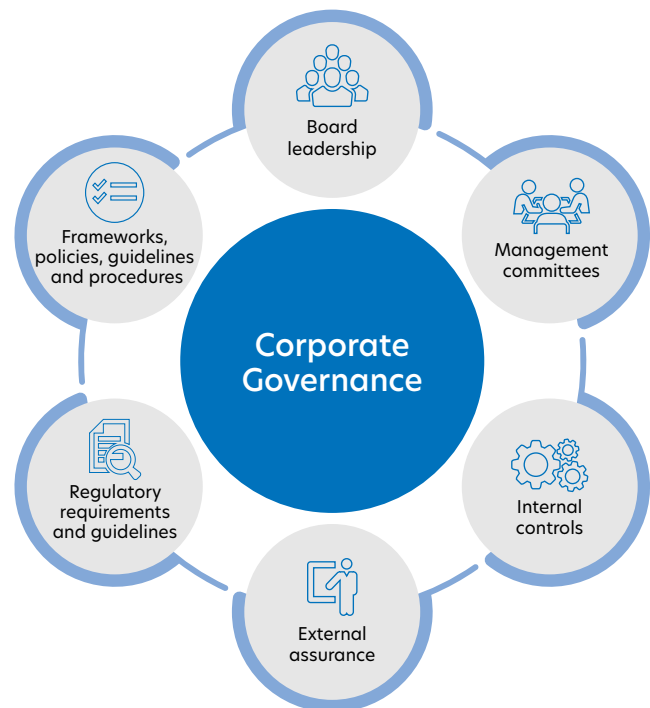 Board
leadership
Management
committees
Internal
controls
External
assurance
Regulatory
requirements
and guidelines
Frameworks,
policies, guidelines
and procedures
Corporate
Governance